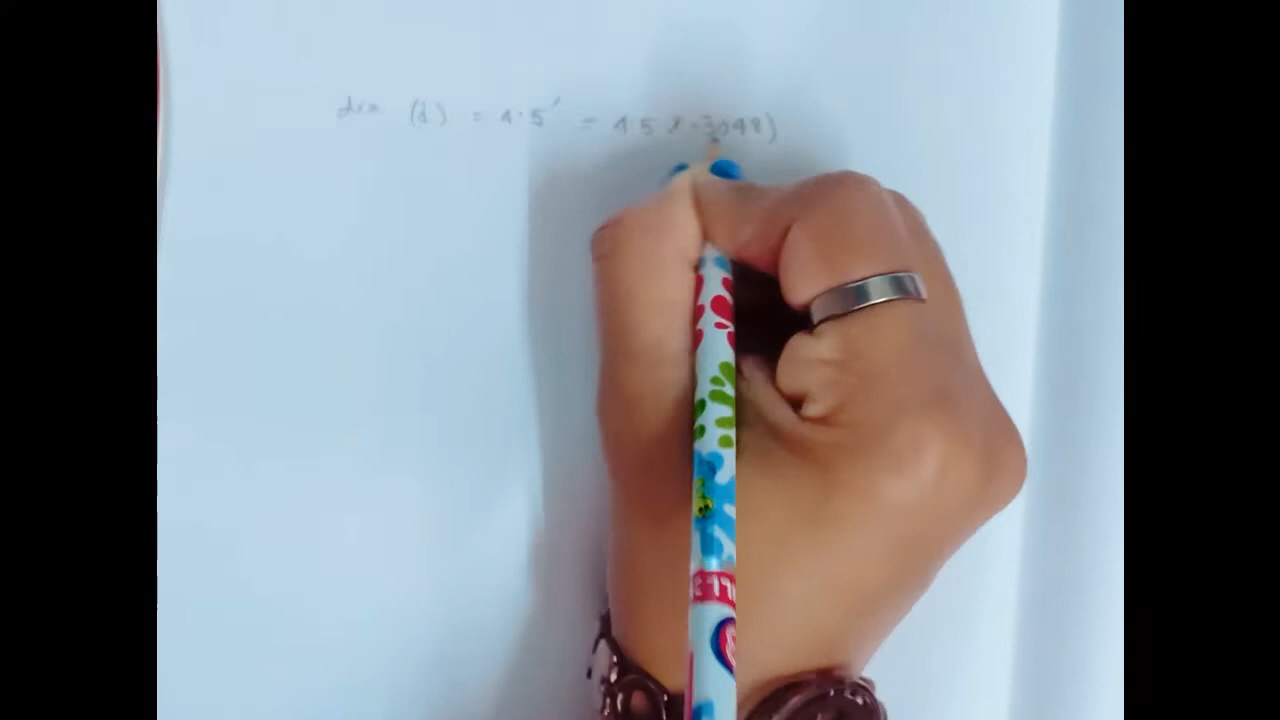 dia (d) = 4.5' = 4.5 x .3048)